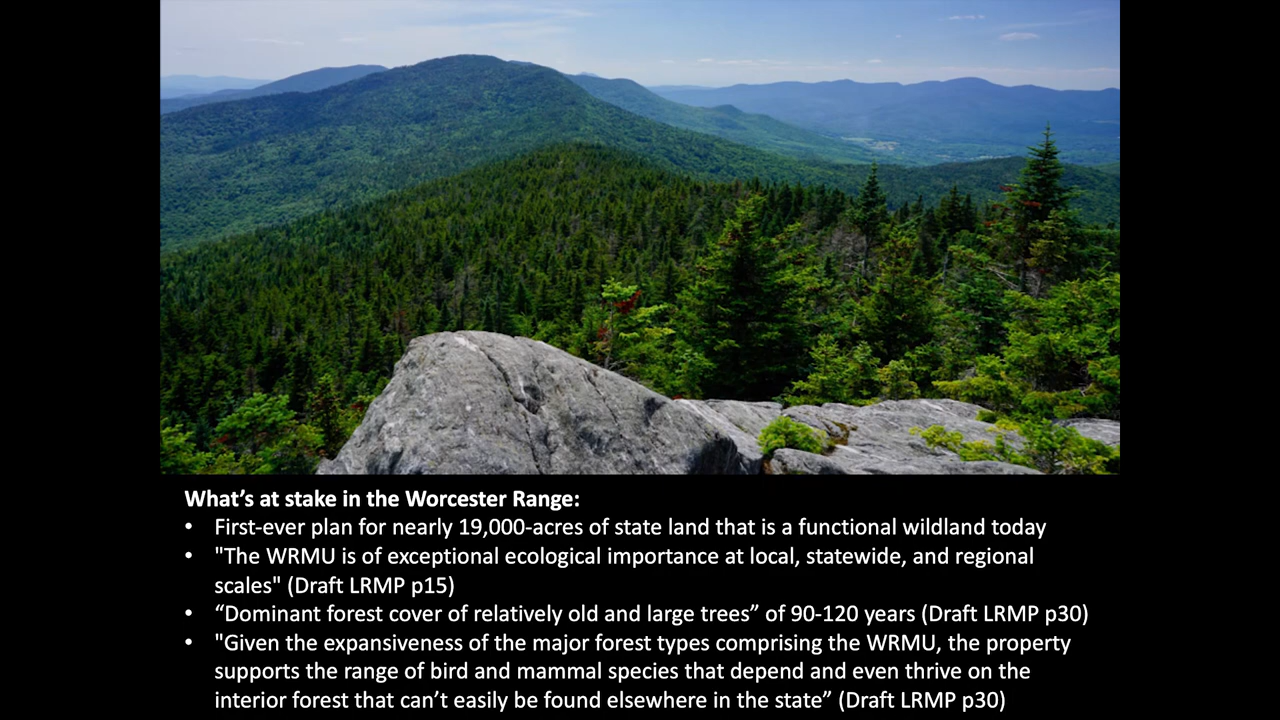 What’s at stake in the Worcester Range:
• First-ever plan for nearly 19,000-acres of state land that is a functional wildland today
• "The WRMU is of exceptional ecological importance at local, statewide, and regional
scales" (Draft LRMP p15)
• “Dominant forest cover of relatively old and large trees” of 90-120 years (Draft LRMP p30)
• "Given the expansiveness of the major forest types comprising the WRMU, the property
supports the range of bird and mammal species that depend and even thrive on the
interior forest that can’t easily be found elsewhere in the state” (Draft LRMP p30)